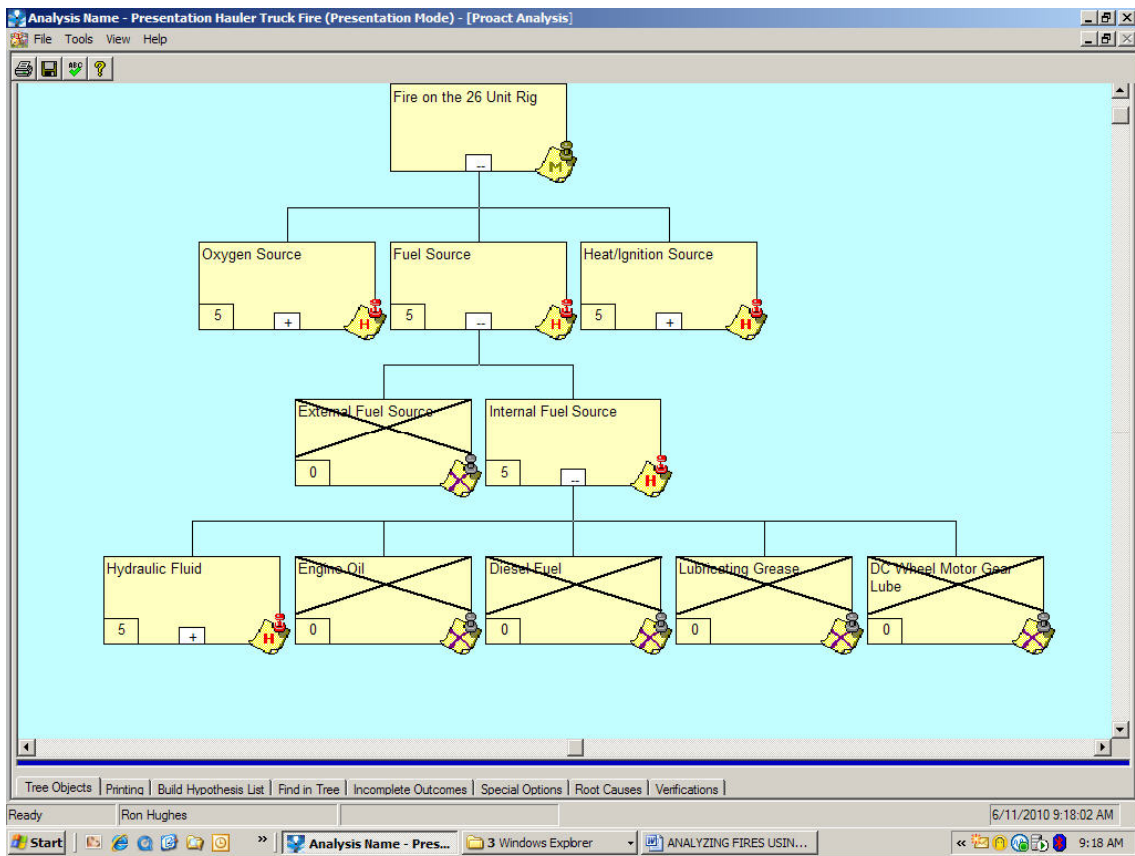 Analysis Name - Presentation Hauler Truck Fire (Presentation Mode) - [Proact Analysis]
File Tools View Help
ABC
?
Fire on the 26 Unit Rig
--
M
Oxygen Source
5
+
H
Fuel Source
5
--
H
Heat/Ignition Source
5
+
H
External Fuel Source
0
Internal Fuel Source
5
--
H
Hydraulic Fluid
5
+
H
Engine Oil
0
Diesel Fuel
0
Lubricating Grease
0
DC Wheel Motor Gear
Lube
0
Tree Objects Printing Build Hypothesis List Find in Tree Incomplete Outcomes Special Options Root Causes Verifications
Ready Ron Hughes 6/11/2010 9:18:02 AM
Start » Analysis Name - Pres... 3 Windows Explorer ANALYZING FIRES USIN... « 9:18 AM